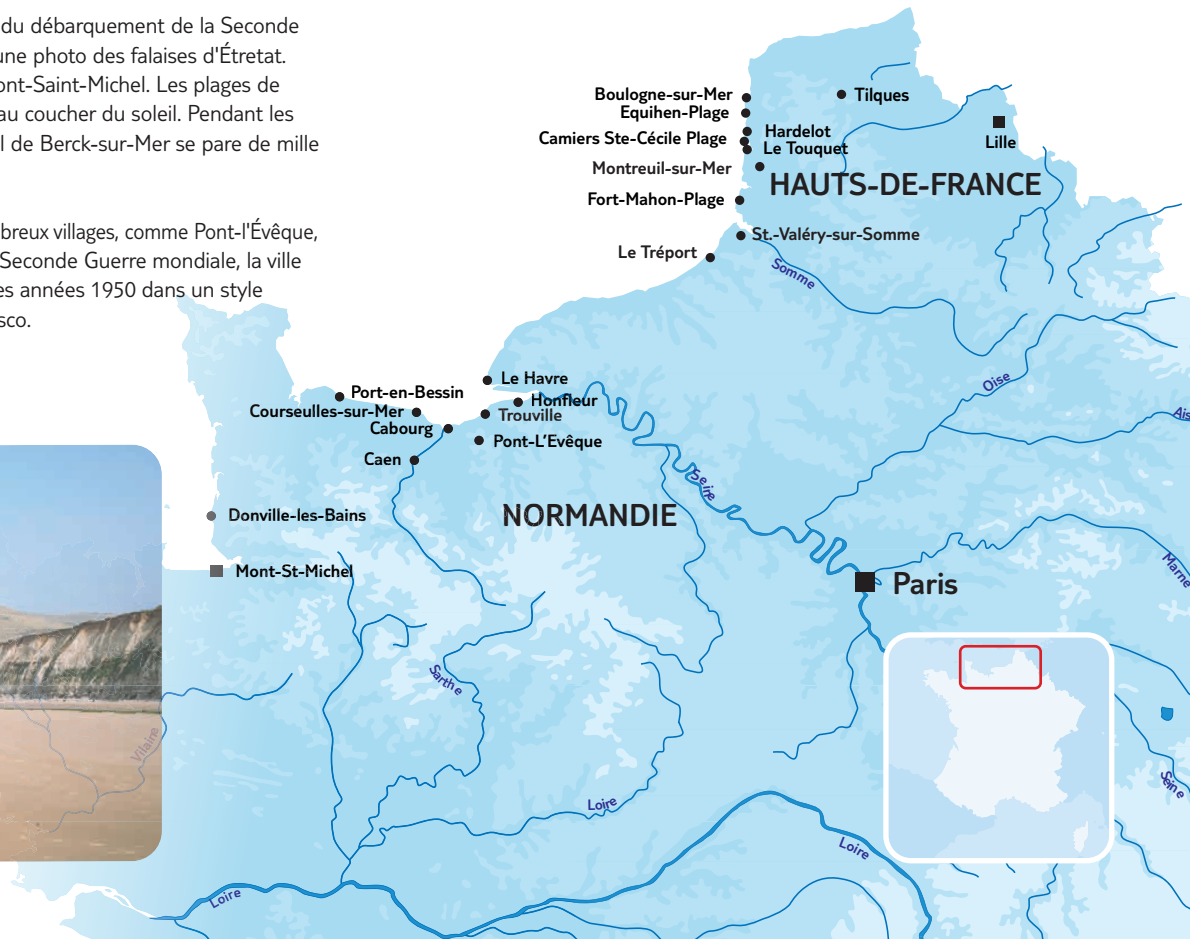 du débarquement de la Seconde
une photo des falaises d'Étretat.
ont-Saint-Michel. Les plages de
au coucher du soleil. Pendant les
l de Berck-sur-Mer se pare de mille
breux villages, comme Pont-l'Évêque,
Seconde Guerre mondiale, la ville
es années 1950 dans un style
sco.
Boulogne-sur-Mer
Equihen-Plage
Camiers Ste-Cécile Plage
Hardelot
Le Touquet
Montreuil-sur-Mer
Fort-Mahon-Plage
Tilques
Lille
HAUTS-DE-FRANCE
St.-Valéry-sur-Somme
Le Tréport
Somme
Oise
Ais
Le Havre
Port-en-Bessin
Honfleur
Courseulles-sur-Mer
Trouville
Cabourg
Pont-L'Evêque
Caen
Seine
NORMANDIE
Donville-les-Bains
Mont-St-Michel
Paris
Marne
Sarthe
Vilaine
Loire
Loire
Loire
Seine